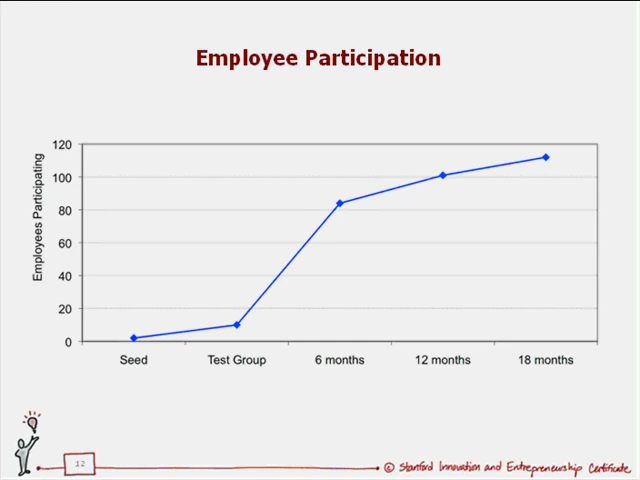 Employee Participation
Employees Participating
120
100
80
60
40
20
0
Seed
Test Group
6 months
12 months
18 months
12
© Stanford Innovation and Entrepreneurship Certificate